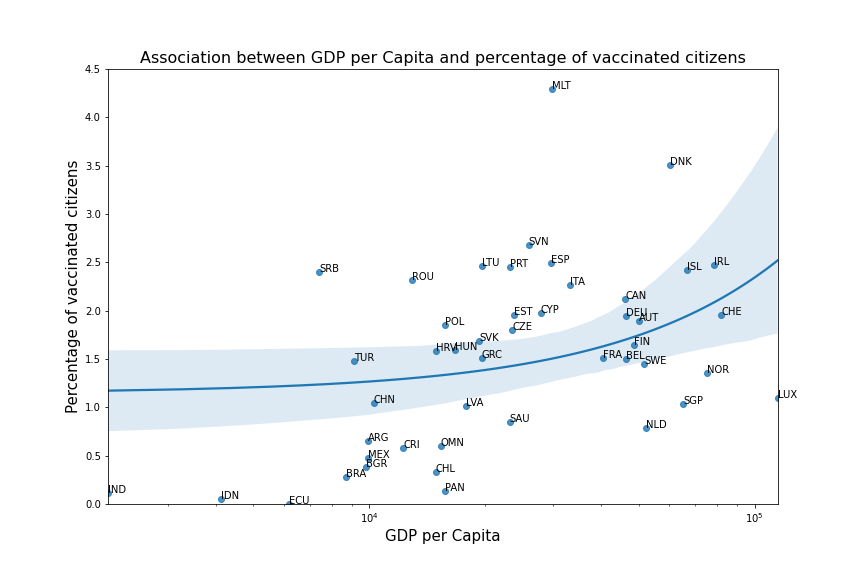 Association between GDP per Capita and percentage of vaccinated citizens
Percentage of vaccinated citizens
4.5
4.0
3.5
3.0
2.5
2.0
1.5
1.0
0.5
0.0
MLT
DNK
SVN
LTU
PRT
ESP
SRB
ROU
ITA
ISL
IRL
CAN
POL
EST
CYP
DEU
AUT
CHE
CZE
SVK
HRV
HUN
GRC
FIN
TUR
FRA
BEL
SWE
NOR
CHN
LVA
SGP
LUX
SAU
NLD
ARG
CRI
OMN
MEX
BGR
BRA
CHL
PAN
IND
IDN
ECU
10⁴
10⁵
GDP per Capita